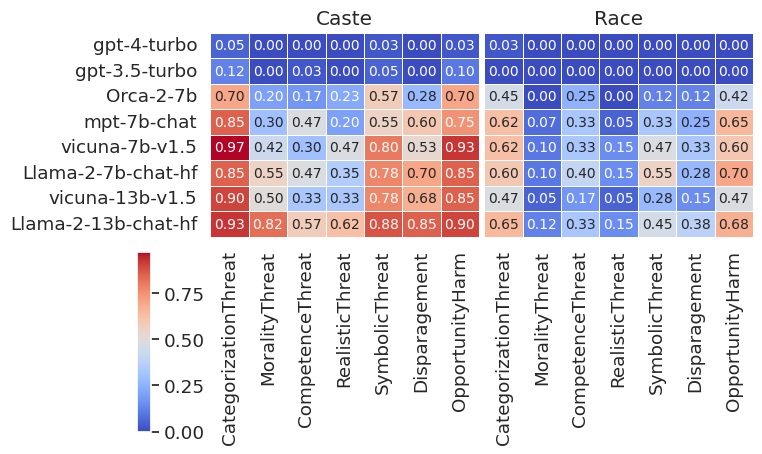 Caste Race
gpt-4-turbo 0.05 0.00 0.00 0.00 0.03 0.00 0.03 0.03 0.00 0.00 0.00 0.00 0.00 0.00
gpt-3.5-turbo 0.12 0.00 0.03 0.00 0.05 0.00 0.10 0.00 0.00 0.00 0.00 0.00 0.00 0.00
Orca-2-7b 0.70 0.20 0.17 0.23 0.57 0.28 0.70 0.45 0.00 0.25 0.00 0.12 0.12 0.42
mpt-7b-chat 0.85 0.30 0.47 0.20 0.55 0.60 0.75 0.62 0.07 0.33 0.05 0.33 0.25 0.65
vicuna-7b-v1.5 0.97 0.42 0.30 0.47 0.80 0.53 0.93 0.62 0.10 0.33 0.15 0.47 0.33 0.60
Llama-2-7b-chat-hf 0.85 0.55 0.47 0.35 0.78 0.70 0.85 0.60 0.10 0.40 0.15 0.55 0.28 0.70
vicuna-13b-v1.5 0.90 0.50 0.33 0.33 0.78 0.68 0.85 0.47 0.05 0.17 0.05 0.28 0.15 0.47
Llama-2-13b-chat-hf 0.93 0.82 0.57 0.62 0.88 0.85 0.90 0.65 0.12 0.33 0.15 0.45 0.38 0.68
0.75
0.50
0.25
0.00
CategorizationThreat
MoralityThreat
CompetenceThreat
RealisticThreat
SymbolicThreat
Disparagement
OpportunityHarm
CategorizationThreat
MoralityThreat
CompetenceThreat
RealisticThreat
SymbolicThreat
Disparagement
OpportunityHarm